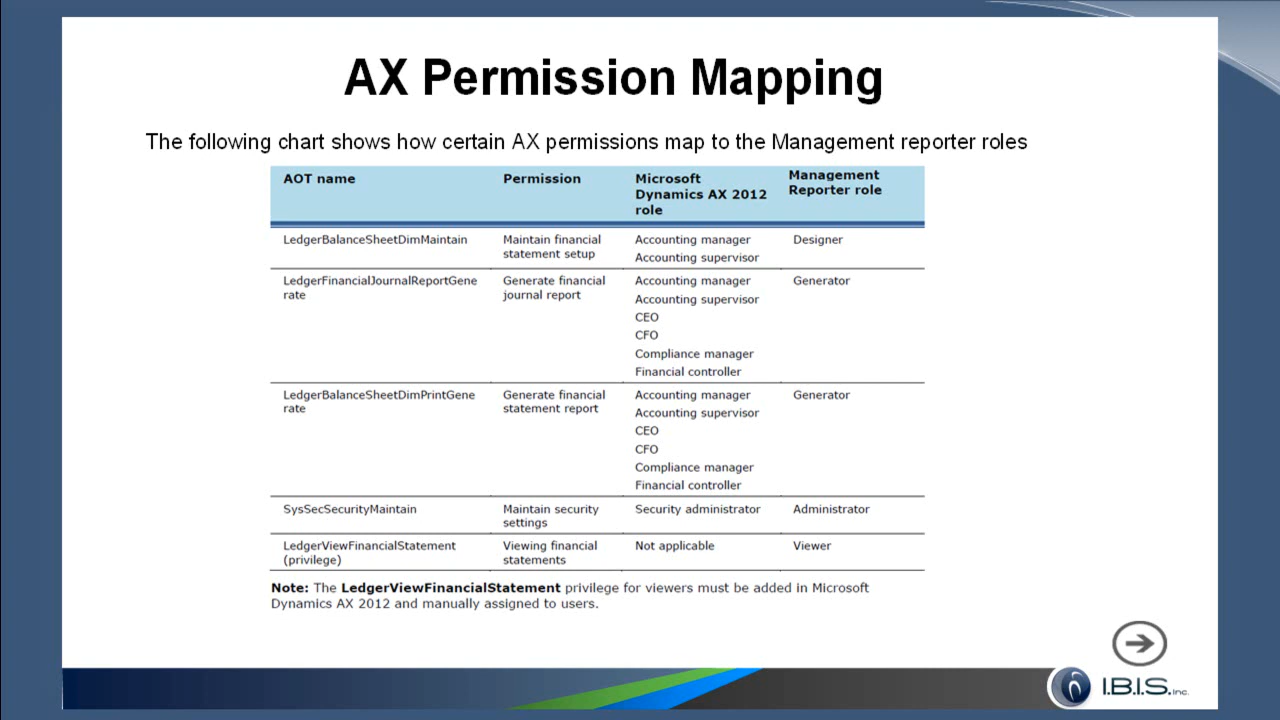 AX Permission Mapping
The following chart shows how certain AX permissions map to the Management reporter roles
AOT name
Permission
Microsoft
Dynamics AX 2012
role
Management
Reporter role
LedgerBalanceSheetDimMaintain
Maintain financial
statement setup
Accounting manager
Accounting supervisor
Designer
LedgerFinancialJournalReportGene
rate
Generate financial
journal report
Accounting manager
Accounting supervisor
CEO
CFO
Compliance manager
Financial controller
Generator
LedgerBalanceSheetDimPrintGene
rate
Generate financial
statement report
Accounting manager
Accounting supervisor
CEO
CFO
Compliance manager
Financial controller
Generator
SysSecSecurityMaintain
Maintain security
settings
Security administrator
Administrator
LedgerViewFinancialStatement
(privilege)
Viewing financial
statements
Not applicable
Viewer
Note: The LedgerViewFinancialStatement privilege for viewers must be added in Microsoft
Dynamics AX 2012 and manually assigned to users.
I.B.I.S. Inc.